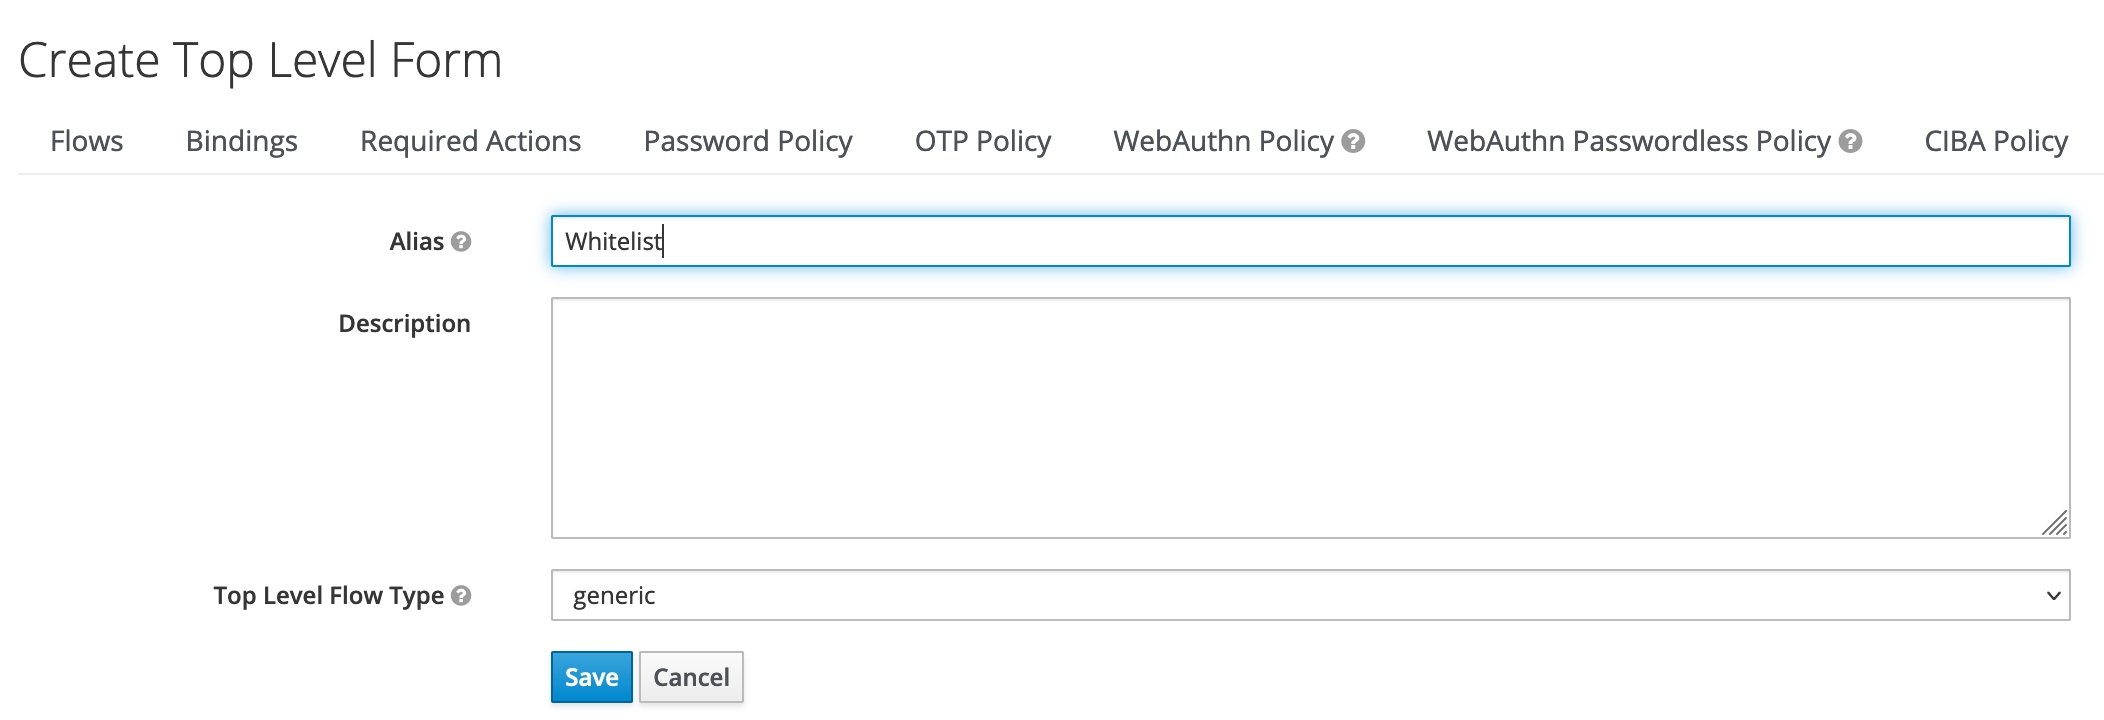 Create Top Level Form
Flows Bindings Required Actions Password Policy OTP Policy WebAuthn Policy ? WebAuthn Passwordless Policy ? CIBA Policy
Alias ? Whitelist
Description
Top Level Flow Type ? generic
Save Cancel